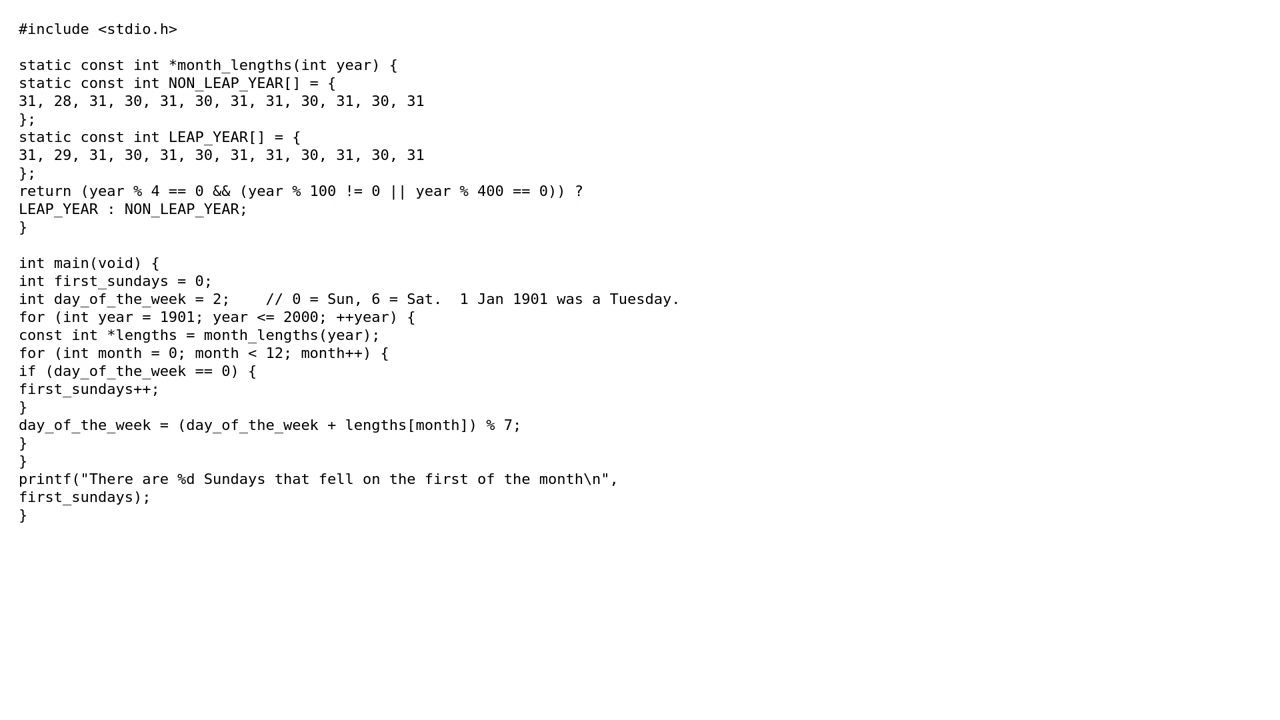 #include <stdio.h>

static const int *month_lengths(int year) {
static const int NON_LEAP_YEAR[] = {
31, 28, 31, 30, 31, 30, 31, 31, 30, 31, 30, 31
};
static const int LEAP_YEAR[] = {
31, 29, 31, 30, 31, 30, 31, 31, 30, 31, 30, 31
};
return (year % 4 == 0 && (year % 100 != 0 || year % 400 == 0)) ?
LEAP_YEAR : NON_LEAP_YEAR;
}

int main(void) {
int first_sundays = 0;
int day_of_the_week = 2;    // 0 = Sun, 6 = Sat.  1 Jan 1901 was a Tuesday.
for (int year = 1901; year <= 2000; ++year) {
const int *lengths = month_lengths(year);
for (int month = 0; month < 12; month++) {
if (day_of_the_week == 0) {
first_sundays++;
}
day_of_the_week = (day_of_the_week + lengths[month]) % 7;
}
}
printf("There are %d Sundays that fell on the first of the month\n",
first_sundays);
}